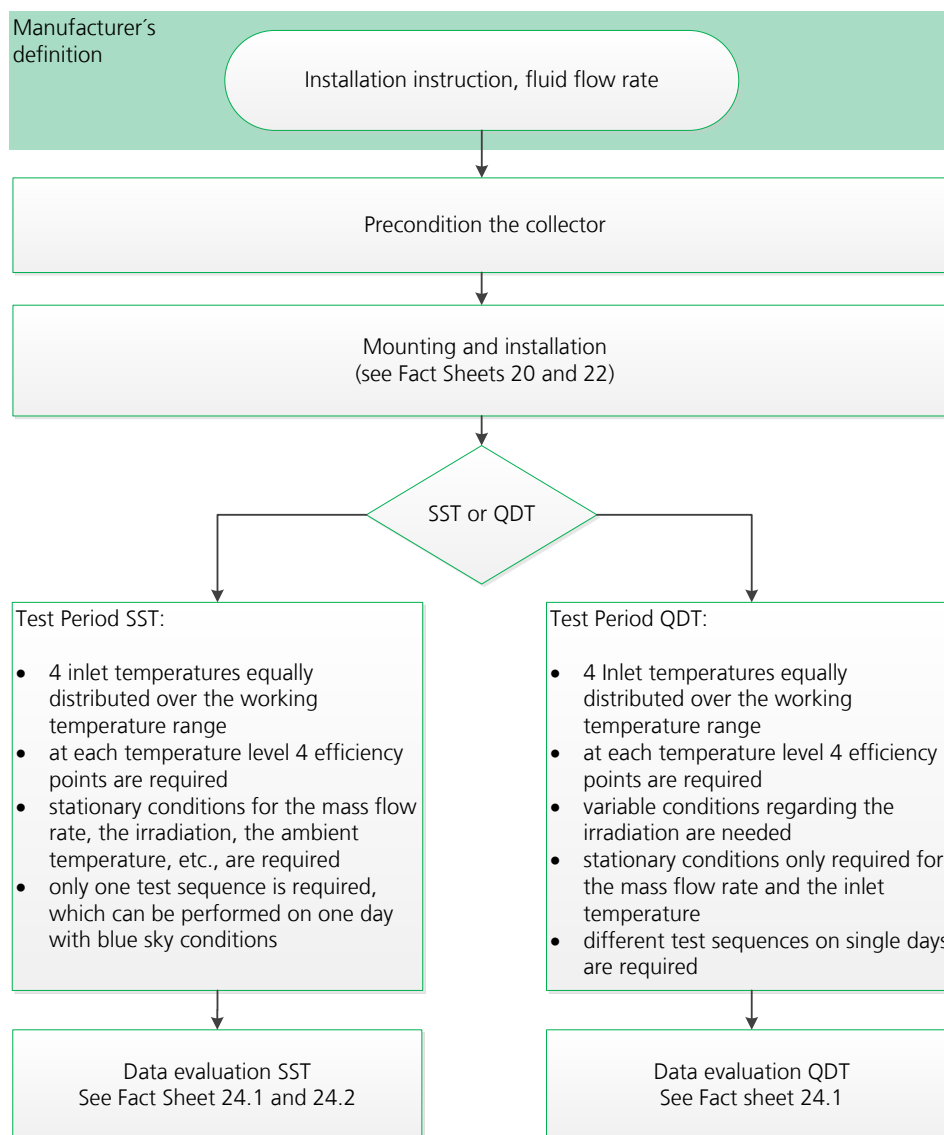 Manufacturer´s
definition
Installation instruction, fluid flow rate
Precondition the collector
Mounting and installation
(see Fact Sheets 20 and 22)
SST or QDT
Test Period SST:
• 4 inlet temperatures equally
distributed over the working
temperature range
• at each temperature level 4 efficiency
points are required
• stationary conditions for the mass flow
rate, the irradiation, the ambient
temperature, etc., are required
• only one test sequence is required,
which can be performed on one day
with blue sky conditions
Test Period QDT:
• 4 Inlet temperatures equally
distributed over the working
temperature range
• at each temperature level 4 efficiency
points are required
• variable conditions regarding the
irradiation are needed
• stationary conditions only required for
the mass flow rate and the inlet
temperature
• different test sequences on single days
are required
Data evaluation SST
See Fact Sheet 24.1 and 24.2
Data evaluation QDT
See Fact sheet 24.1